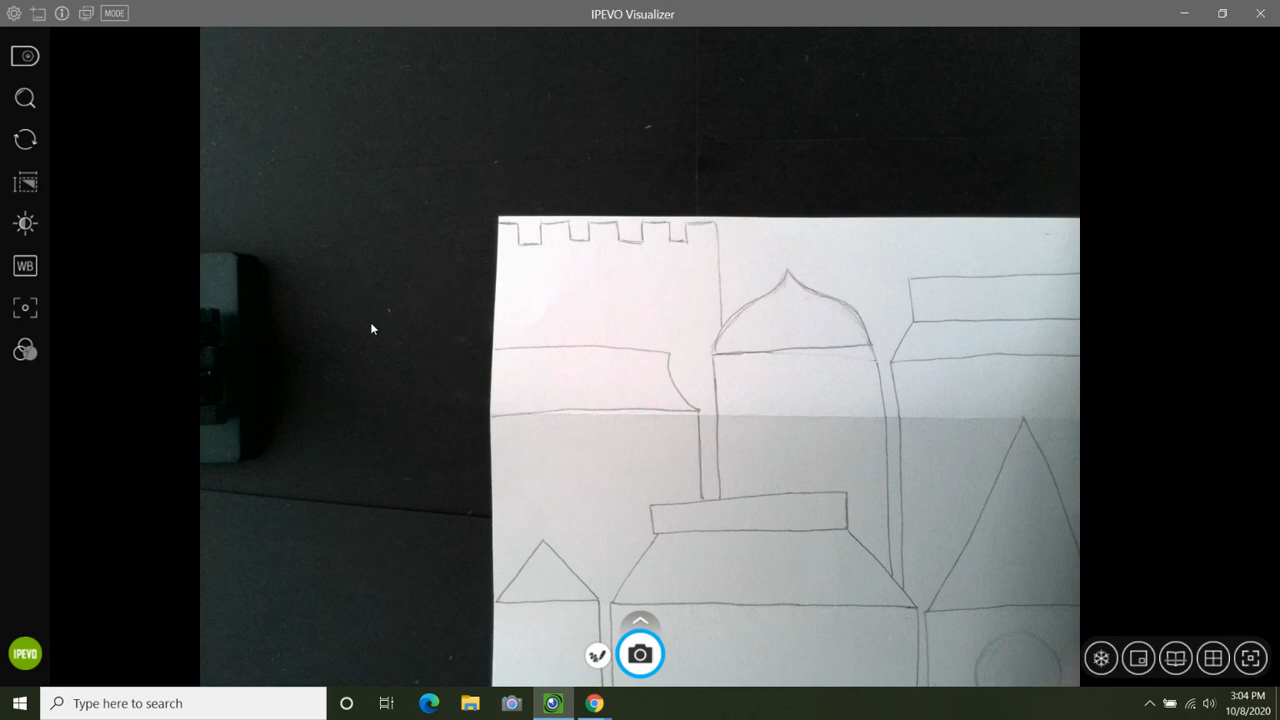 MODE
IPEVO Visualizer
WB
IPEVO
Type here to search
3:04 PM
10/8/2020